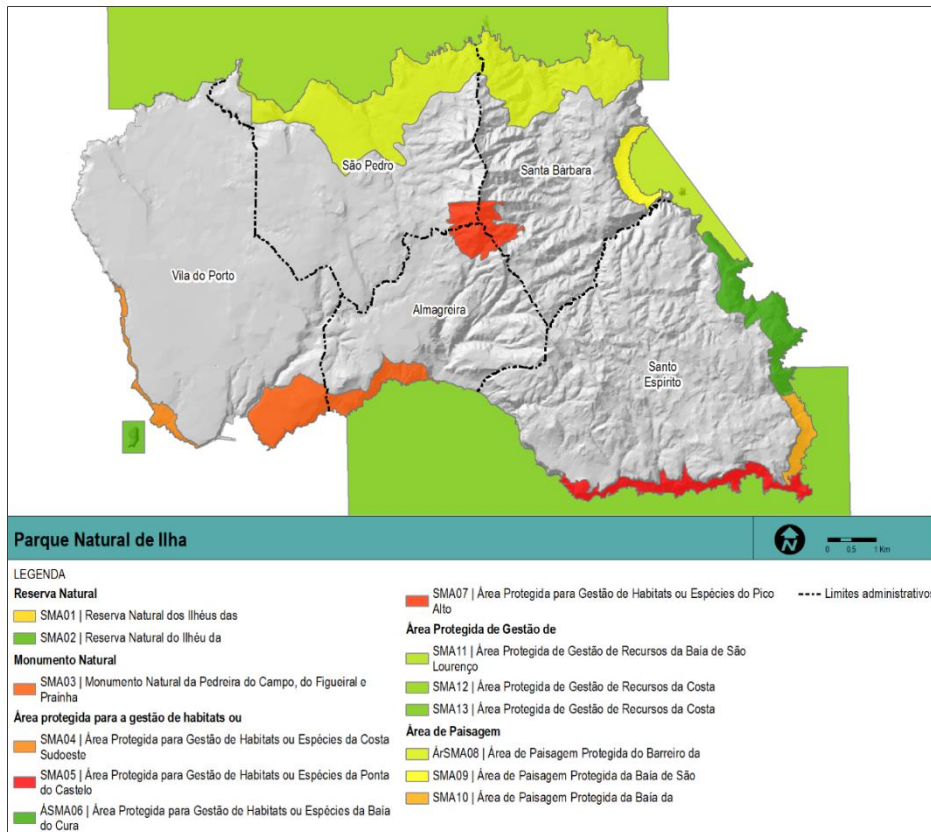 São Pedro
Santa Bàrbara
Vila do Porto
Almagreira
Santo
Espírito
Parque Natural de Ilha
N
0 0.5 1 Km
LEGENDA
Reserva Natural
SMA01 | Reserva Natural dos Ilhéus das
SMA02 | Reserva Natural do Ilhéu da
Monumento Natural
SMA03 | Monumento Natural da Pedreira do Campo, do Figueiral e
Prainha
Área protegida para a gestão de habitats ou
SMA04 | Área Protegida para Gestão de Habitats ou Espécies da Costa
Sudoeste
SMA05 | Área Protegida para Gestão de Habitats ou Espécies da Ponta
do Castelo
ÁSMA06 | Área Protegida para Gestão de Habitats ou Espécies da Baía
do Cura
SMA07 | Área Protegida para Gestão de Habitats ou Espécies do Pico
Alto
Área Protegida de Gestão de
SMA11 | Área Protegida de Gestão de Recursos da Baía de São
Lourenço
SMA12 | Área Protegida de Gestão de Recursos da Costa
SMA13 | Área Protegida de Gestão de Recursos da Costa
Área de Paisagem
ÁrSMA08 | Área de Paisagem Protegida do Barreiro da
SMA09 | Área de Paisagem Protegida da Baía de São
SMA10 | Área de Paisagem Protegida da Baía da
Limites administrativos